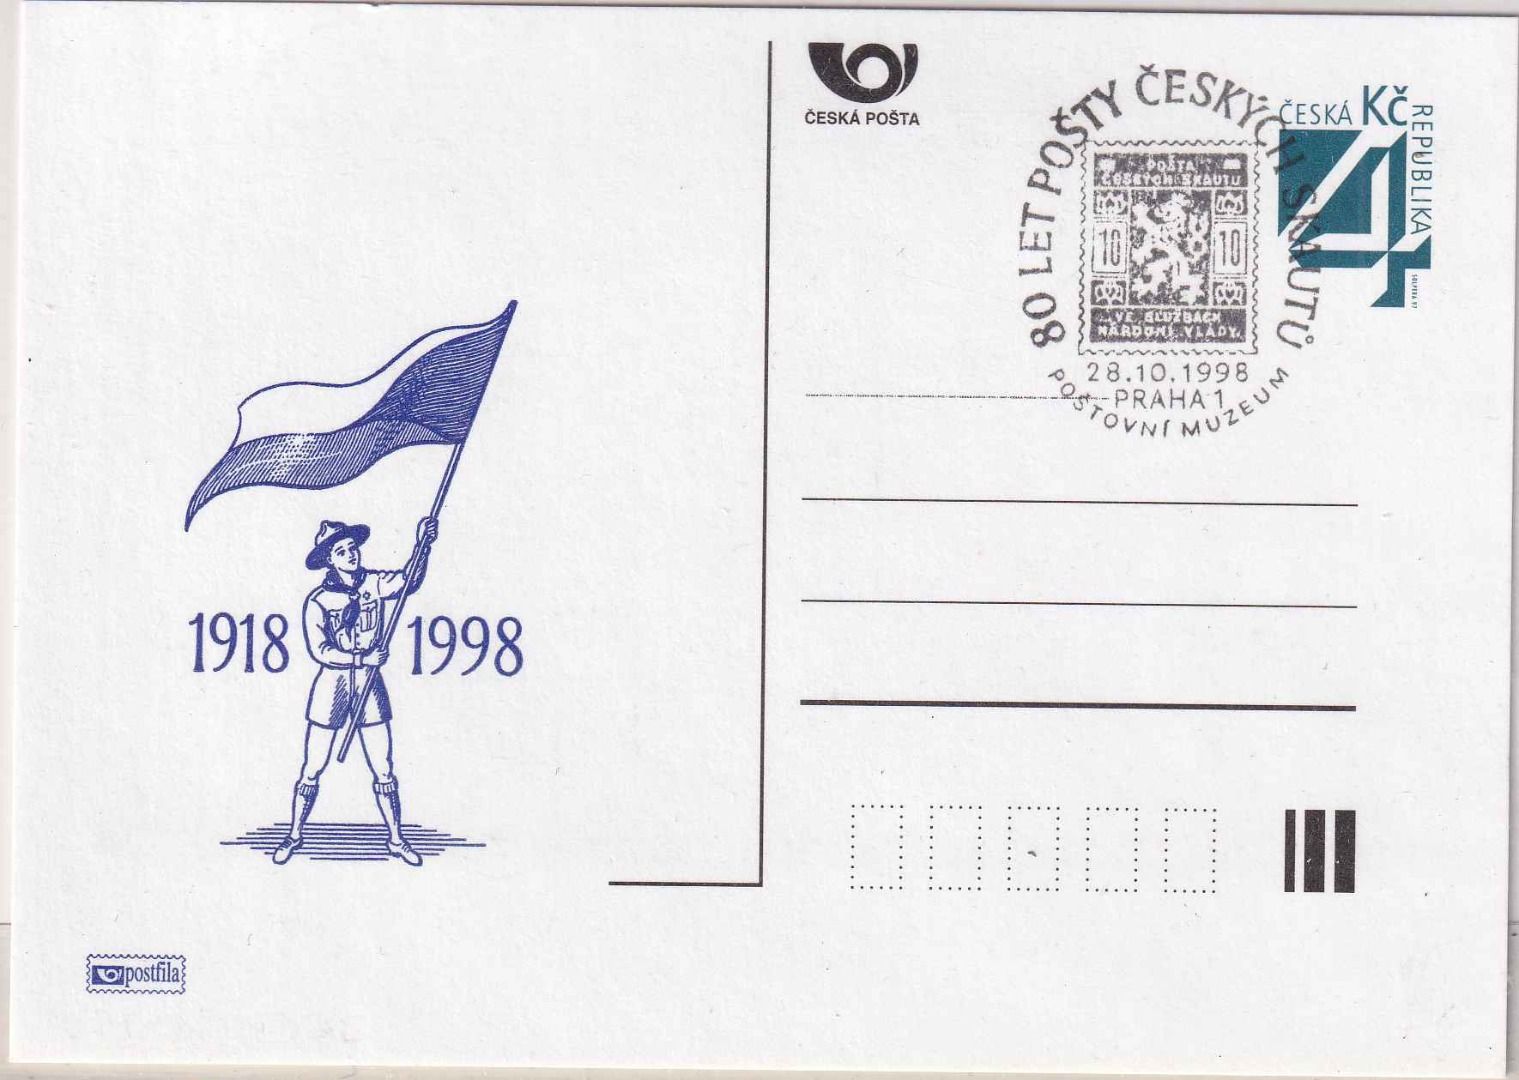 ČESKÁ POŠTA
80 LET POŠTY ČESKÝCH SKAUTŮ
POŠTA
ČESKÝCH SKAUTU
10 10
VE SLUŽBÁCH
NÁRODNÍ VLÁDY.
28.10.1998
PRAHA 1
POŠTOVNÍ MUZEUM
ČESKÁ Kč
REPUBLIKA
4
1918 1998
postfila